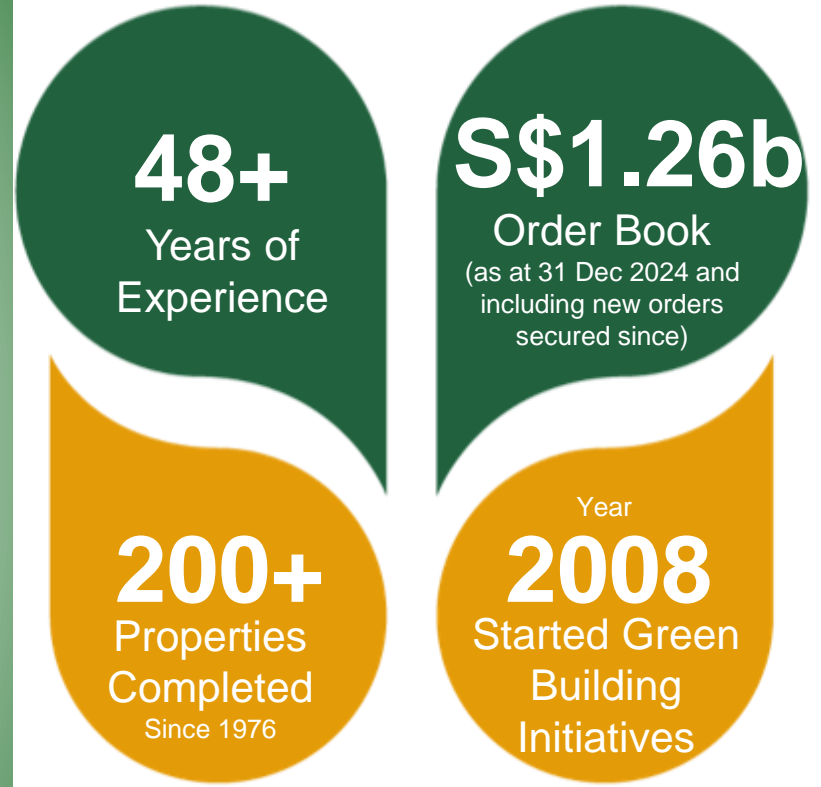 48+
Years of
Experience
S$1.26b
Order Book
(as at 31 Dec 2024 and
including new orders
secured since)
200+
Properties
Completed
Since 1976
Year
2008
Started Green
Building
Initiatives